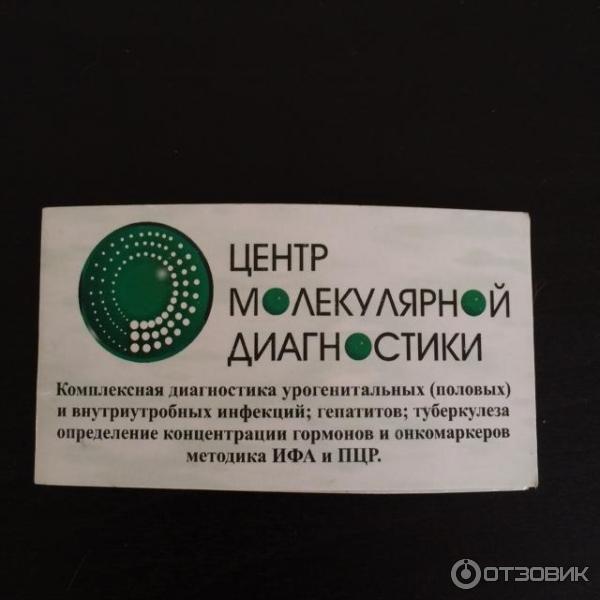 ЦЕНТР
МОЛЕКУЛЯРНОЙ
ДИАГНОСТИКИ
Комплексная диагностика урогенитальных (половых)
и внутриутробных инфекций; гепатитов; туберкулеза
определение концентрации гормонов и онкомаркеров
методика ИФА и ПЦР.
ОТЗОВИК